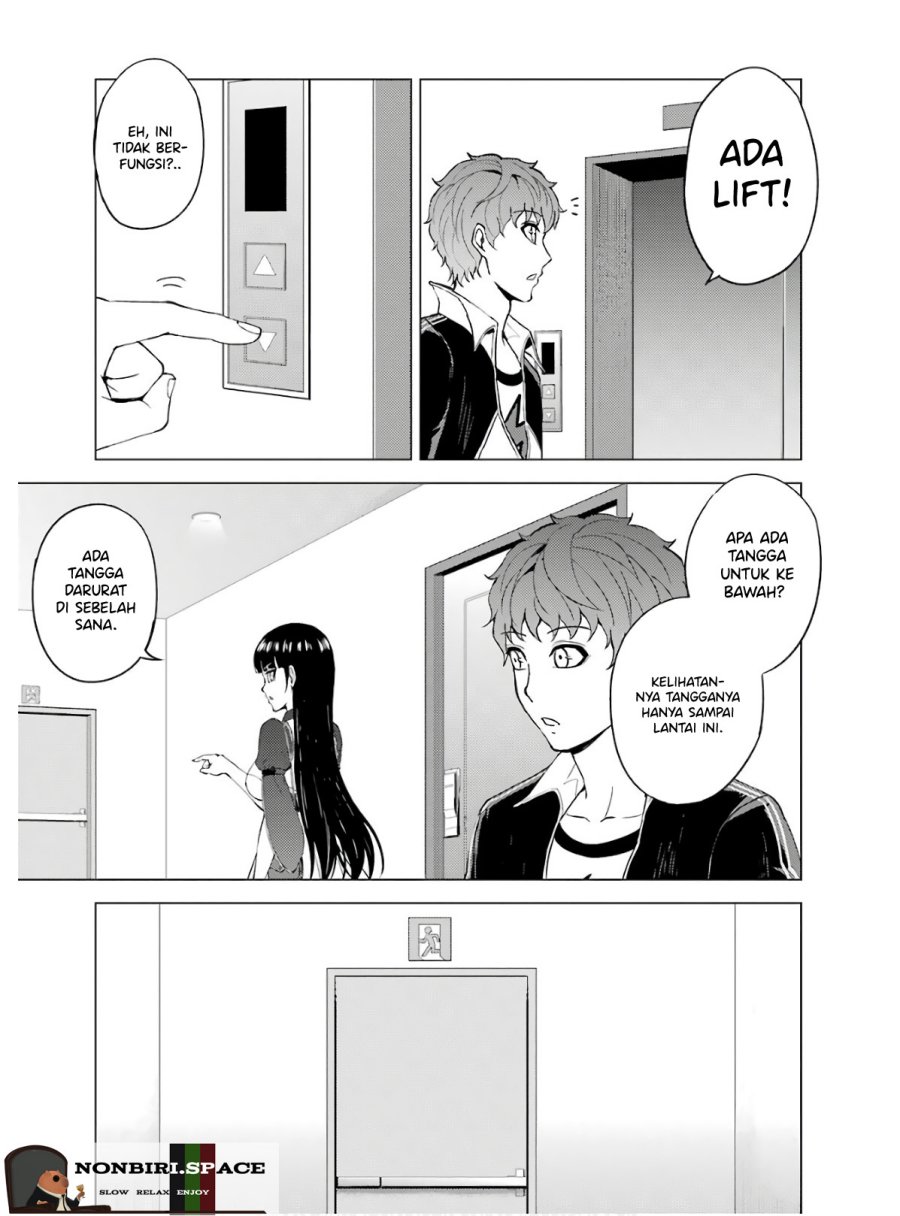 ADA
LIFT!
EH, INI
TIDAK BER-
FUNGSI?..
APA ADA
TANGGA
UNTUK KE
BAWAH?
KELIHATAN-
NYA TANGGANYA
HANYA SAMPAI
LANTAI INI.
ADA
TANGGA
DARURAT
DI SEBELAH
SANA.
NONBIRI.SPACE
SLOW RELAX ENJOY